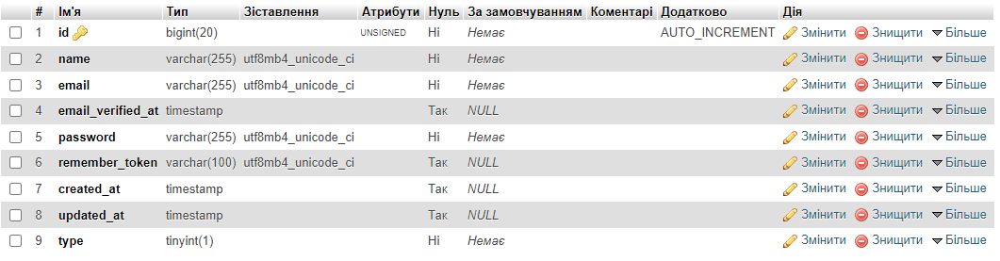 # Ім'я Тип Зіставлення Атрибути Нуль За замовчуванням Коментарі Додатково Дія
1 id bigint(20) UNSIGNED Ні Немає AUTO_INCREMENT Змінити Знищити Більше
2 name varchar(255) utf8mb4_unicode_ci Ні Немає Змінити Знищити Більше
3 email varchar(255) utf8mb4_unicode_ci Ні Немає Змінити Знищити Більше
4 email_verified_at timestamp Так NULL Змінити Знищити Більше
5 password varchar(255) utf8mb4_unicode_ci Ні Немає Змінити Знищити Більше
6 remember_token varchar(100) utf8mb4_unicode_ci Так NULL Змінити Знищити Більше
7 created_at timestamp Так NULL Змінити Знищити Більше
8 updated_at timestamp Так NULL Змінити Знищити Більше
9 type tinyint(1) Ні Немає Змінити Знищити Більше